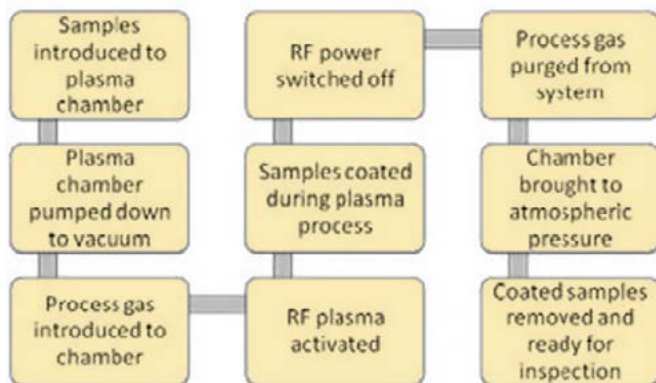 Samples
introduced to
plasma
chamber
Plasma
chamber
pumped down
to vacuum
Process gas
introduced to
chamber
RF plasma
activated
Samples coated
during plasma
process
RF power
switched off
Process gas
purged from
system
Chamber
brought to
atmospheric
pressure
Coated samples
removed and
ready for
inspection